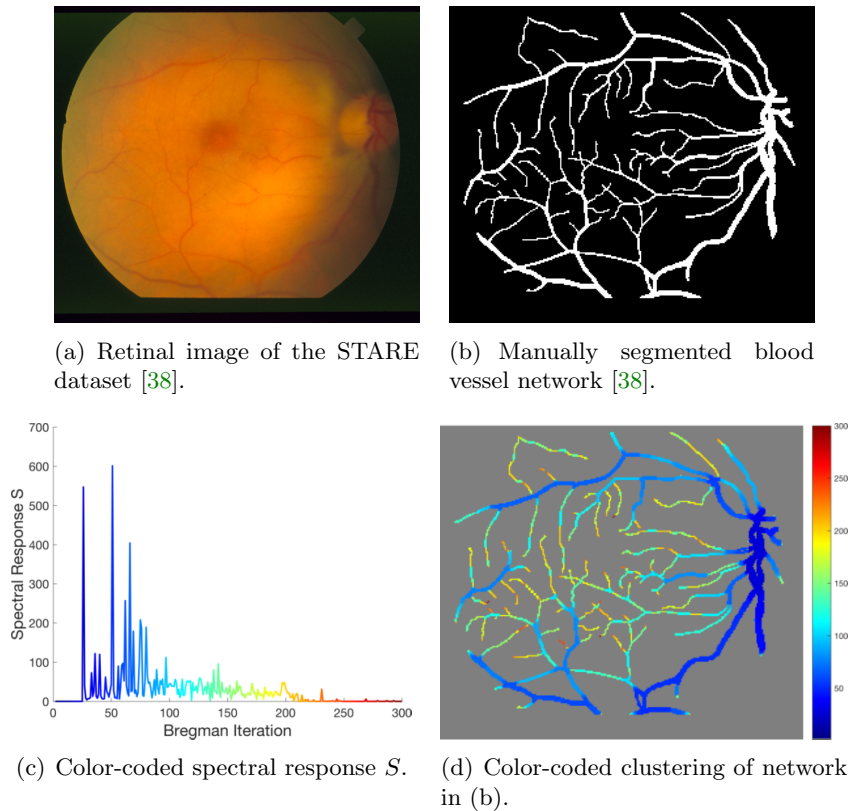 (a) Retinal image of the STARE
dataset [38].
(b) Manually segmented blood
vessel network [38].
700
600
500
400
300
200
100
0
Spectral Response S
0 50 100 150 200 250 300
Bregman Iteration
300
250
200
150
100
50
(c) Color-coded spectral response S.
(d) Color-coded clustering of network
in (b).